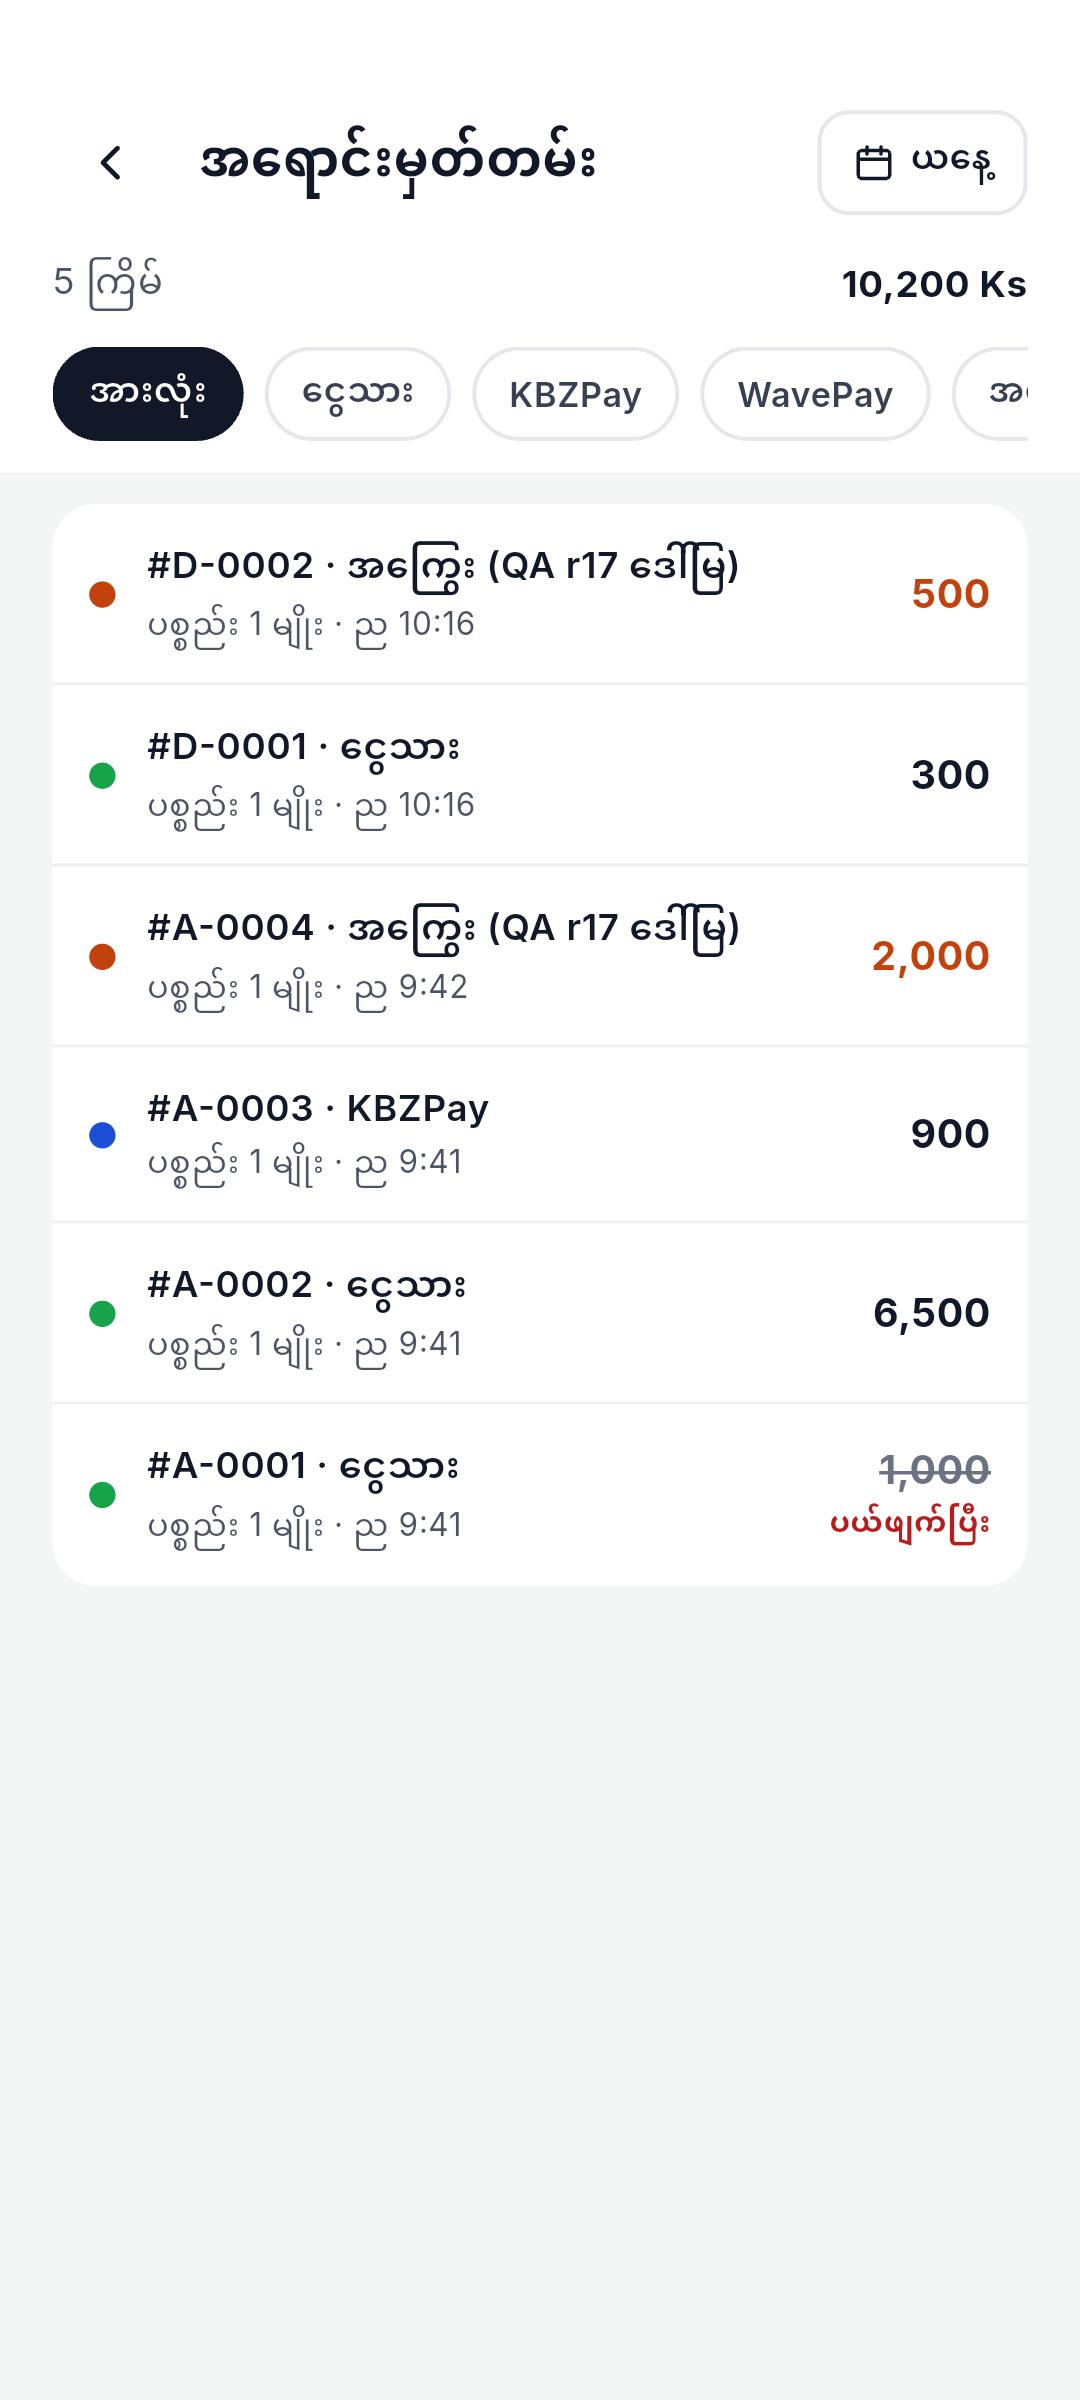 အရောင်းမှတ်တမ်း
ယနေ့
5 ကြိမ်
10,200 Ks
အားလုံး
ငွေသား
KBZPay
WavePay
#D-0002 · အကြွေး (QA r17 ဒေါ်မြ)
500
ပစ္စည်း 1 မျိုး · ည 10:16
#D-0001 · ငွေသား
300
ပစ္စည်း 1 မျိုး · ည 10:16
#A-0004 · အကြွေး (QA r17 ဒေါ်မြ)
2,000
ပစ္စည်း 1 မျိုး · ည 9:42
#A-0003 · KBZPay
900
ပစ္စည်း 1 မျိုး · ည 9:41
#A-0002 · ငွေသား
6,500
ပစ္စည်း 1 မျိုး · ည 9:41
#A-0001 · ငွေသား
1,000
ပစ္စည်း 1 မျိုး · ည 9:41
ပယ်ဖျက်ပြီး